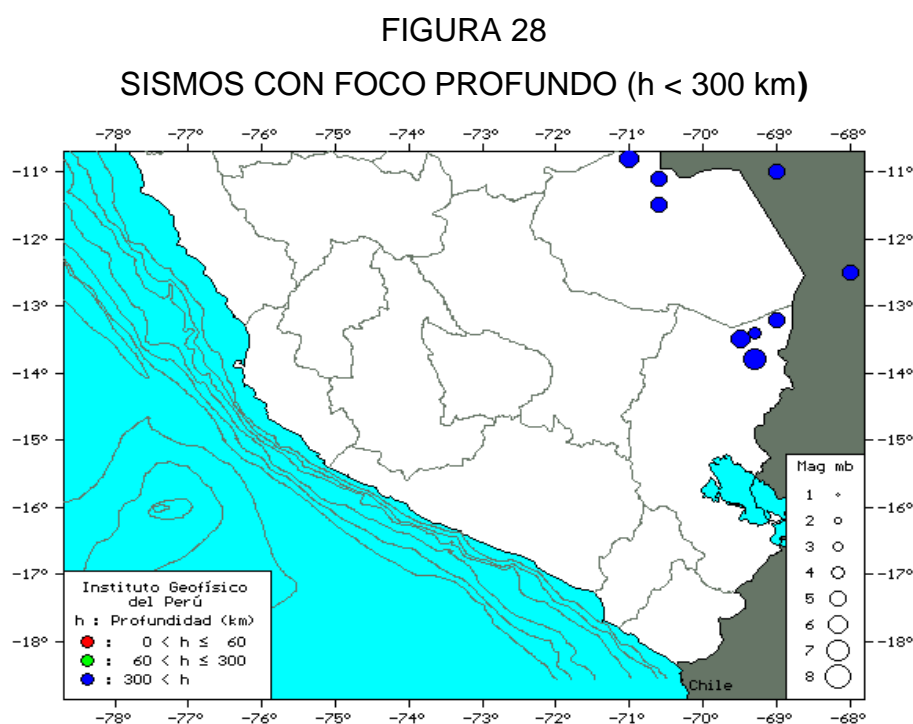 FIGURA 28
SISMOS CON FOCO PROFUNDO (h < 300 km)
-78° -77° -76° -75° -74° -73° -72° -71° -70° -69° -68°
-11° -11°
-12° -12°
-13° -13°
-14° -14°
-15° -15°
-16° -16°
-17° -17°
-18° -18°
Mag mb
1
2
3
4
5
6
7
8
Instituto Geofísico
del Perú
h : Profundidad (km)
: 0 < h ≤ 60
: 60 < h ≤ 300
: 300 < h
Chile
-78° -77° -76° -75° -74° -73° -72° -71° -70° -69° -68°